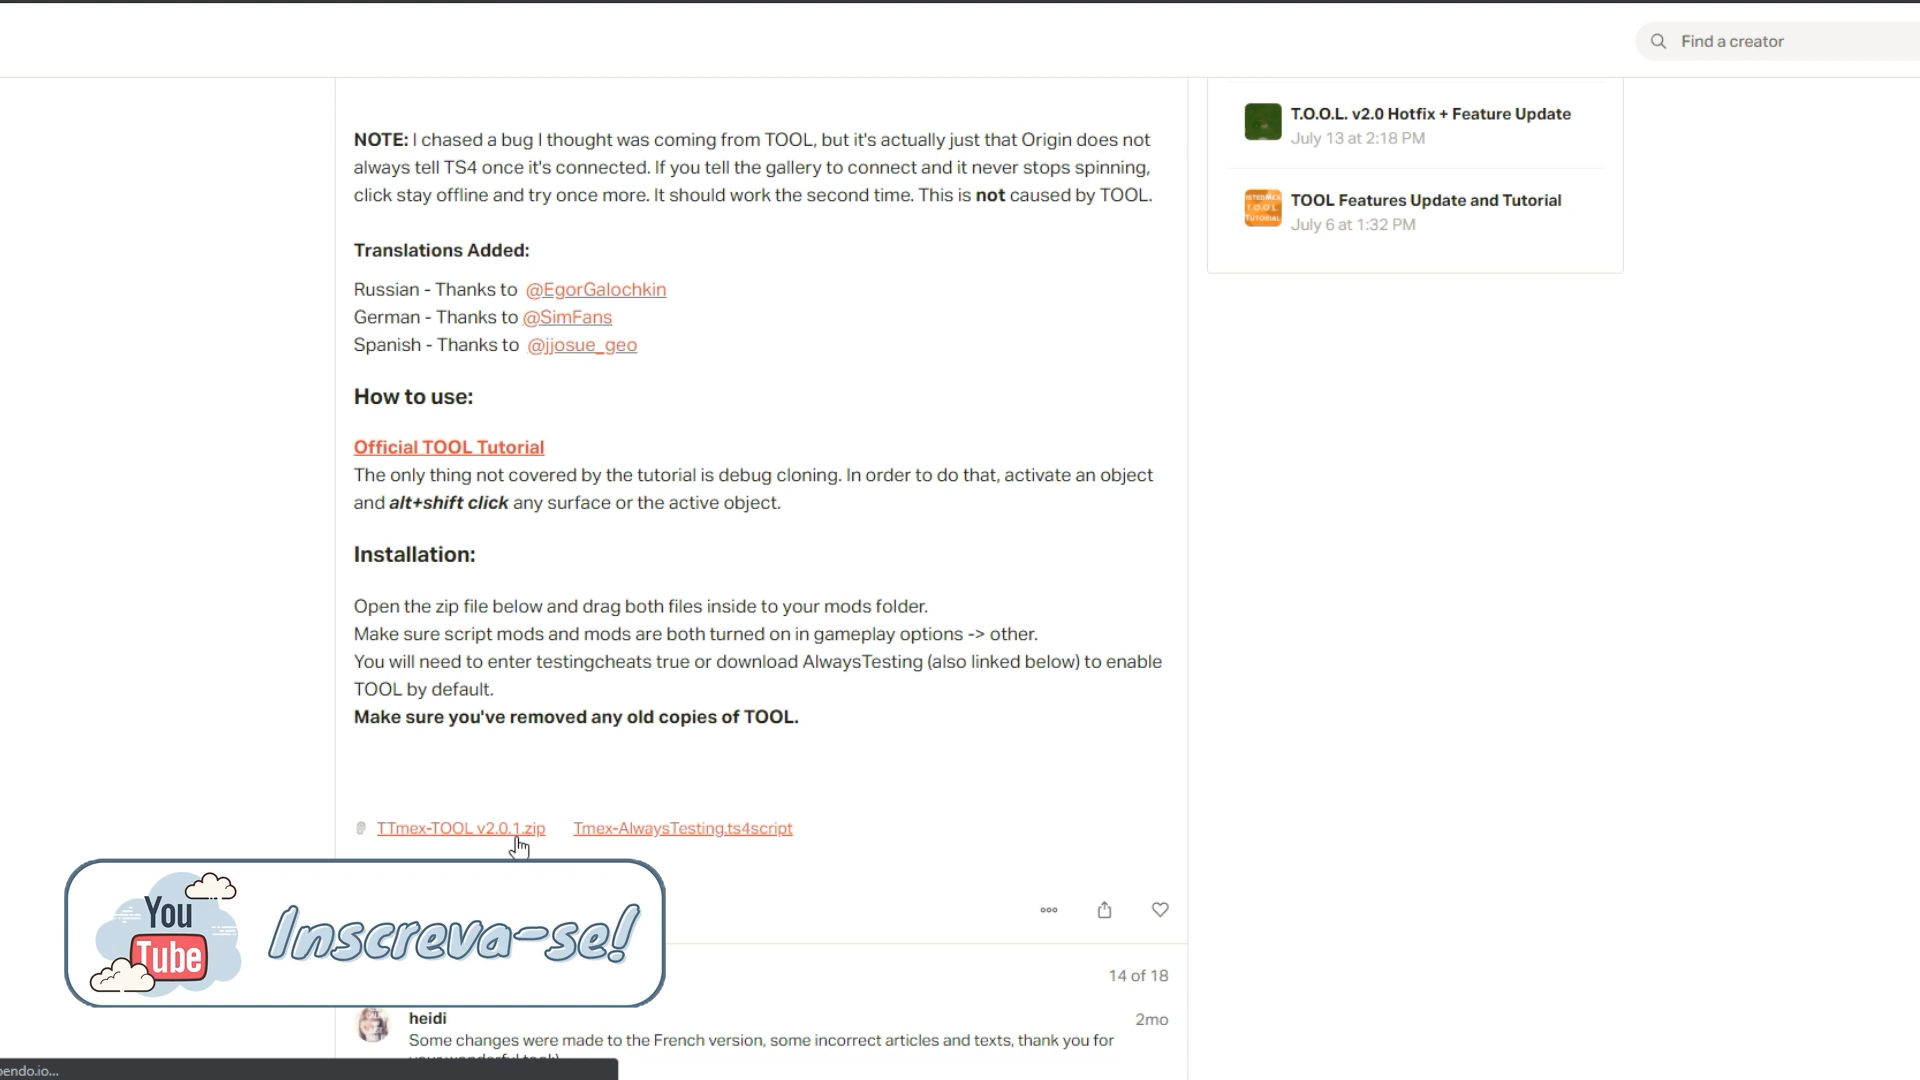 Find a creator
NOTE: I chased a bug I thought was coming from TOOL, but it's actually just that Origin does not
always tell TS4 once it's connected. If you tell the gallery to connect and it never stops spinning,
click stay offline and try once more. It should work the second time. This is not caused by TOOL.
Translations Added:
Russian - Thanks to @EgorGalochkin
German - Thanks to @SimFans
Spanish - Thanks to @jjosue_geo
How to use:
Official TOOL Tutorial
The only thing not covered by the tutorial is debug cloning. In order to do that, activate an object
and alt+shift click any surface or the active object.
Installation:
Open the zip file below and drag both files inside to your mods folder.
Make sure script mods and mods are both turned on in gameplay options -> other.
You will need to enter testingcheats true or download AlwaysTesting (also linked below) to enable
TOOL by default.
Make sure you've removed any old copies of TOOL.
TTmex-TOOL v2.0.1.zip Tmex-AlwaysTesting.ts4script
T.O.O.L. v2.0 Hotfix + Feature Update
July 13 at 2:18 PM
T.O.O.L.
TUTORIAL
TOOL Features Update and Tutorial
July 6 at 1:32 PM
You
Tube
Inscreva-se!
14 of 18
heidi
2mo
Some changes were made to the French version, some incorrect articles and texts, thank you for
endo.io...